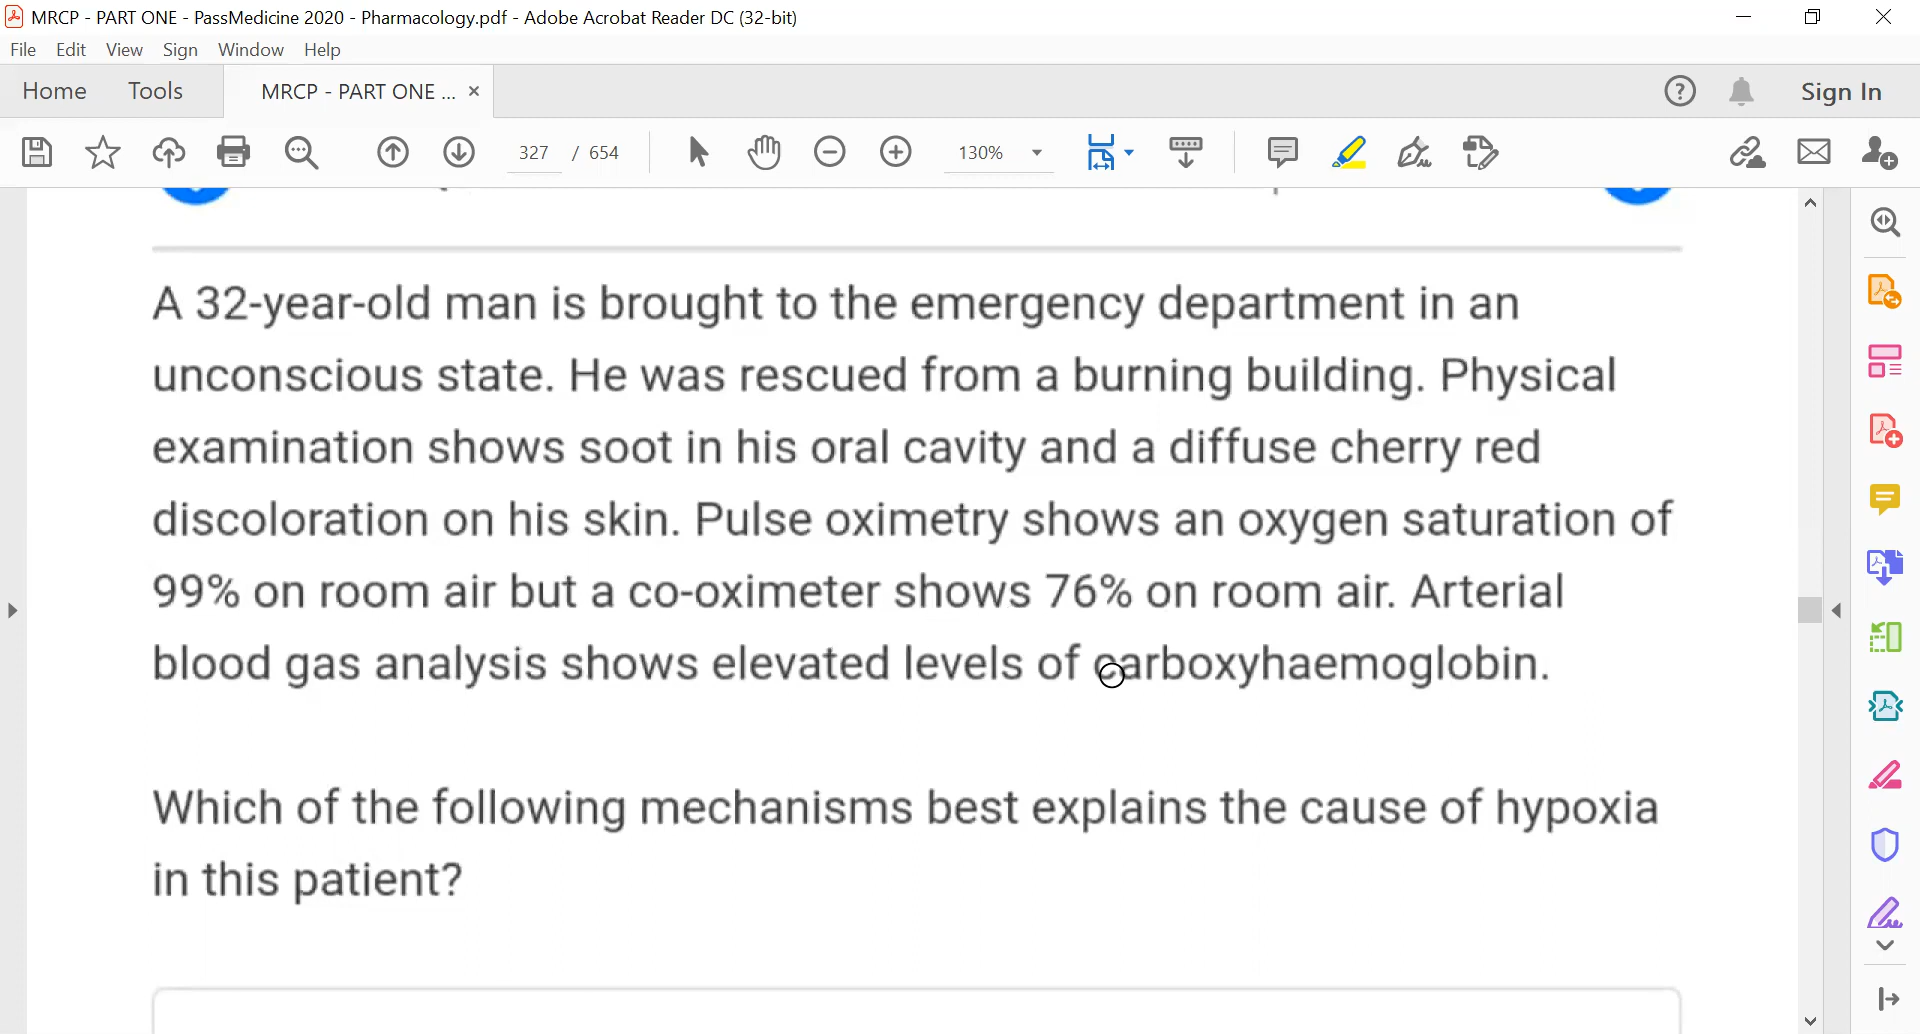 MRCP - PART ONE - PassMedicine 2020 - Pharmacology.pdf - Adobe Acrobat Reader DC (32-bit)
File Edit View Sign Window Help
Home Tools MRCP - PART ONE ... × Sign In
327 / 654 130%
A 32-year-old man is brought to the emergency department in an
unconscious state. He was rescued from a burning building. Physical
examination shows soot in his oral cavity and a diffuse cherry red
discoloration on his skin. Pulse oximetry shows an oxygen saturation of
99% on room air but a co-oximeter shows 76% on room air. Arterial
blood gas analysis shows elevated levels of carboxyhaemoglobin.
Which of the following mechanisms best explains the cause of hypoxia
in this patient?